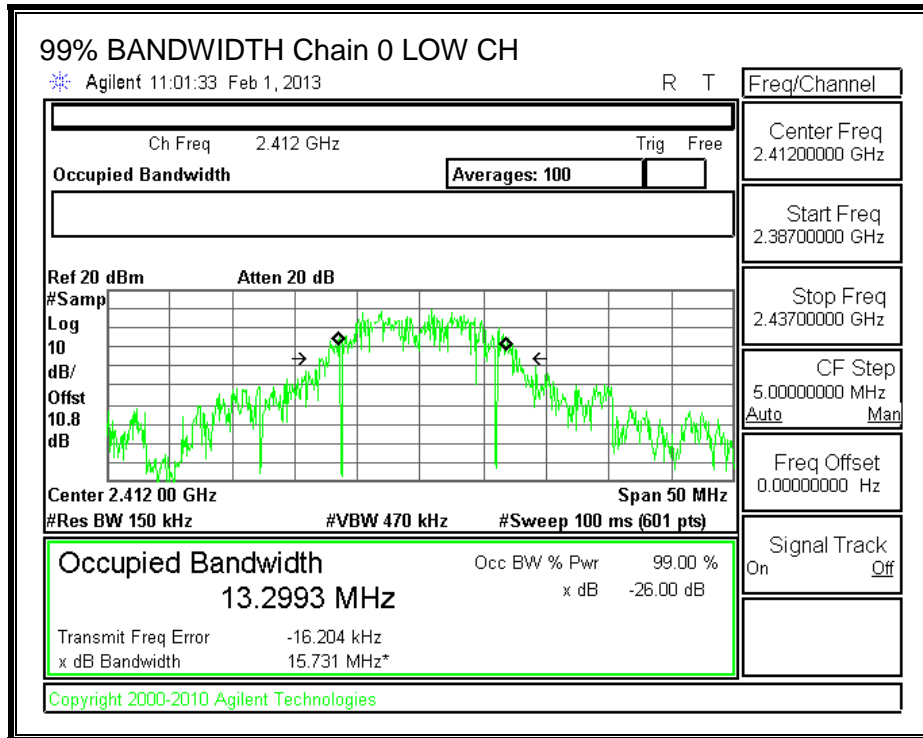 99% BANDWIDTH Chain 0 LOW CH
Agilent 11:01:33 Feb 1, 2013 R T
Freq/Channel
Ch Freq 2.412 GHz Trig Free
Occupied Bandwidth Averages: 100
Center Freq
2.41200000 GHz
Start Freq
2.38700000 GHz
Stop Freq
2.43700000 GHz
CF Step
5.00000000 MHz
Auto Man
Freq Offset
0.00000000 Hz
Signal Track
On Off
Ref 20 dBm Atten 20 dB
#Samp
Log
10
dB/
Offst
10.8
dB
Center 2.412 00 GHz Span 50 MHz
#Res BW 150 kHz #VBW 470 kHz #Sweep 100 ms (601 pts)
Occupied Bandwidth Occ BW % Pwr 99.00 %
13.2993 MHz x dB -26.00 dB
Transmit Freq Error -16.204 kHz
x dB Bandwidth 15.731 MHz*
Copyright 2000-2010 Agilent Technologies